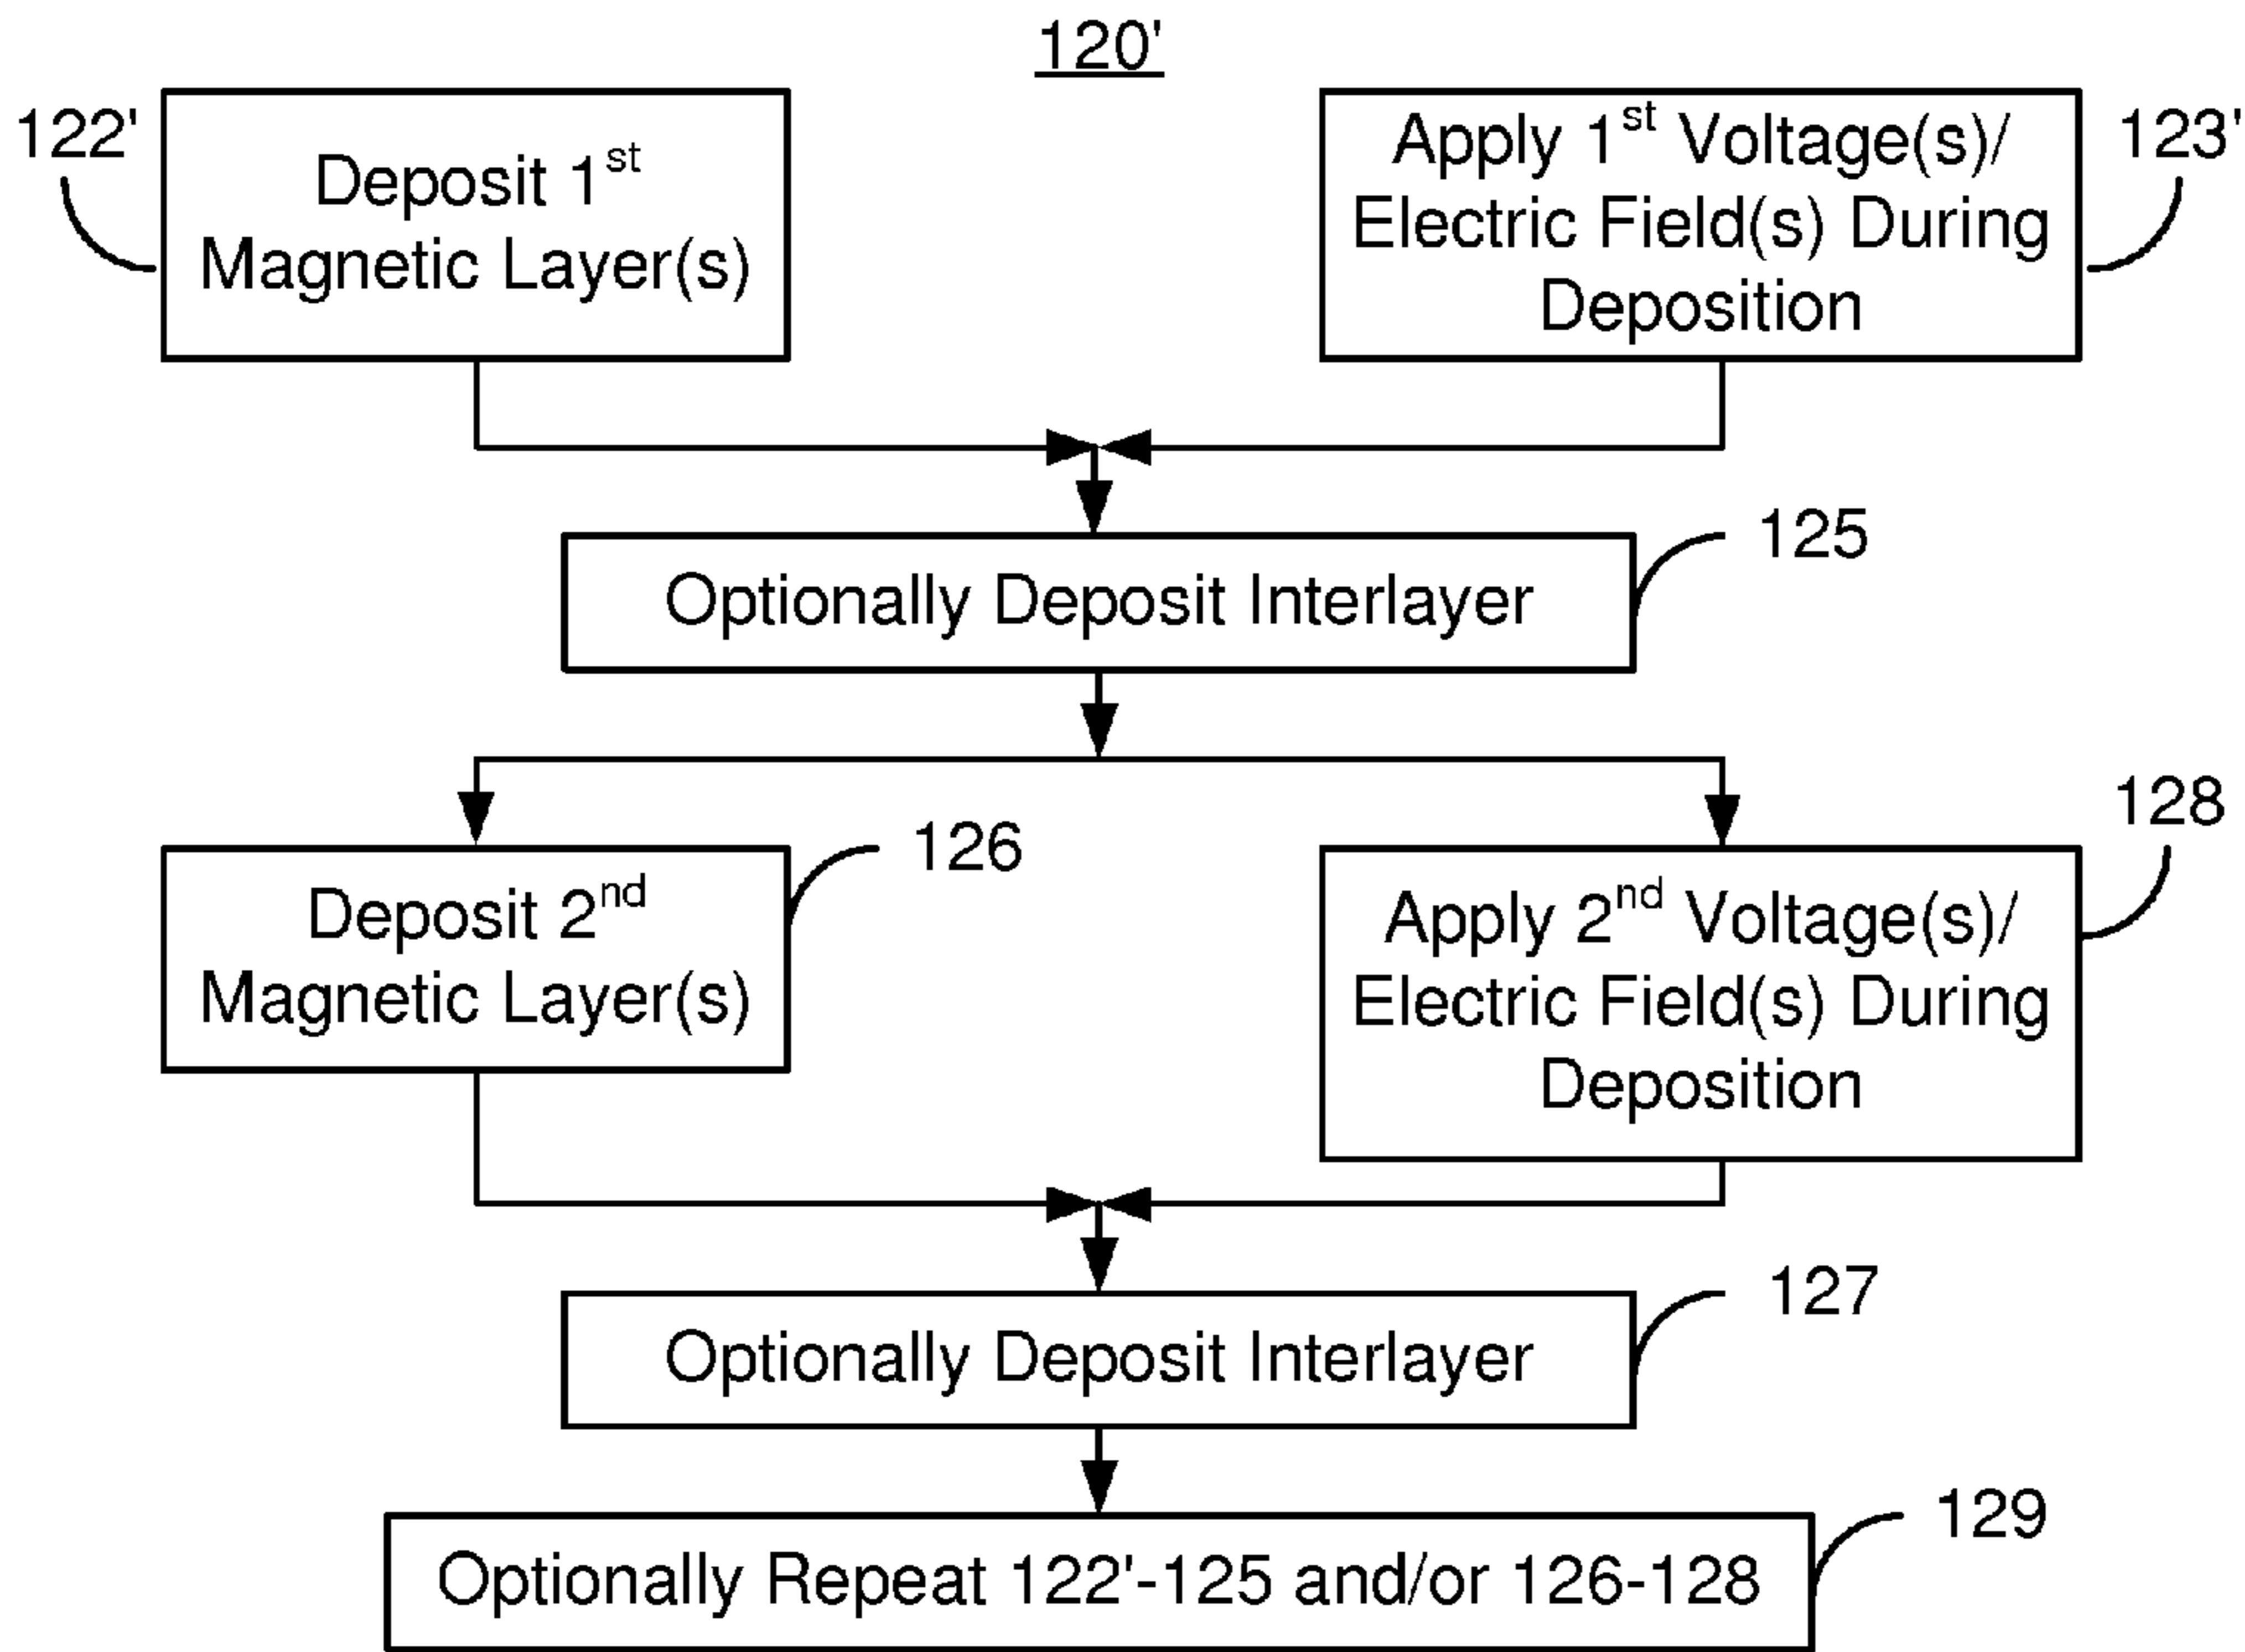 120'
122'
Deposit 1st
Magnetic Layer(s)
Apply 1st Voltage(s)/
Electric Field(s) During
Deposition
123'
Optionally Deposit Interlayer
125
Deposit 2nd
Magnetic Layer(s)
126
Apply 2nd Voltage(s)/
Electric Field(s) During
Deposition
128
Optionally Deposit Interlayer
127
Optionally Repeat 122'-125 and/or 126-128
129